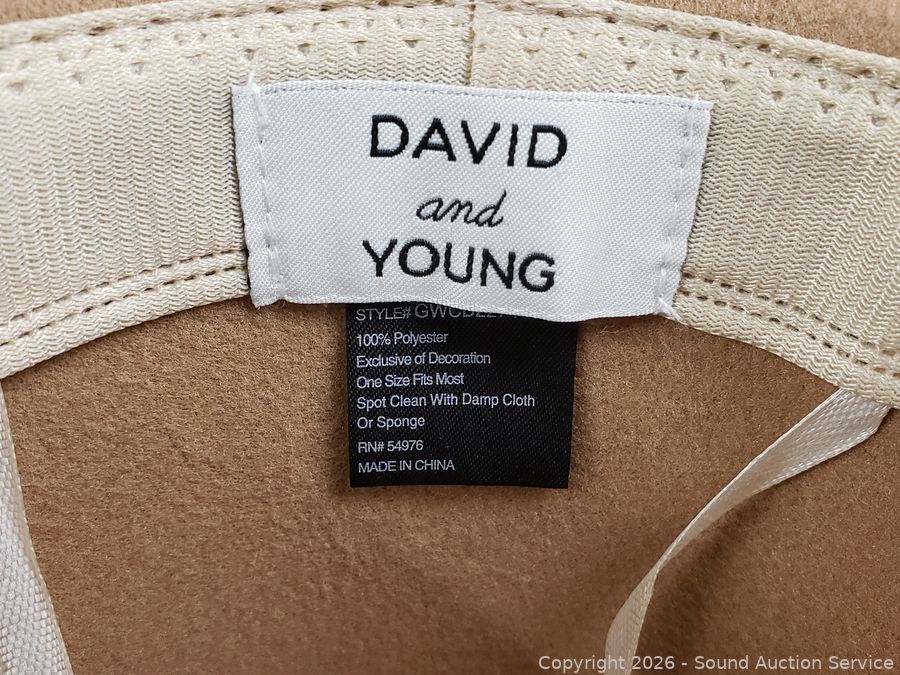 DAVID
and
YOUNG
STYLE#
100% Polyester
Exclusive of Decoration
One Size Fits Most
Spot Clean With Damp Cloth
Or Sponge
RN# 54976
MADE IN CHINA
Copyright © 2026 - Sound Auction Service